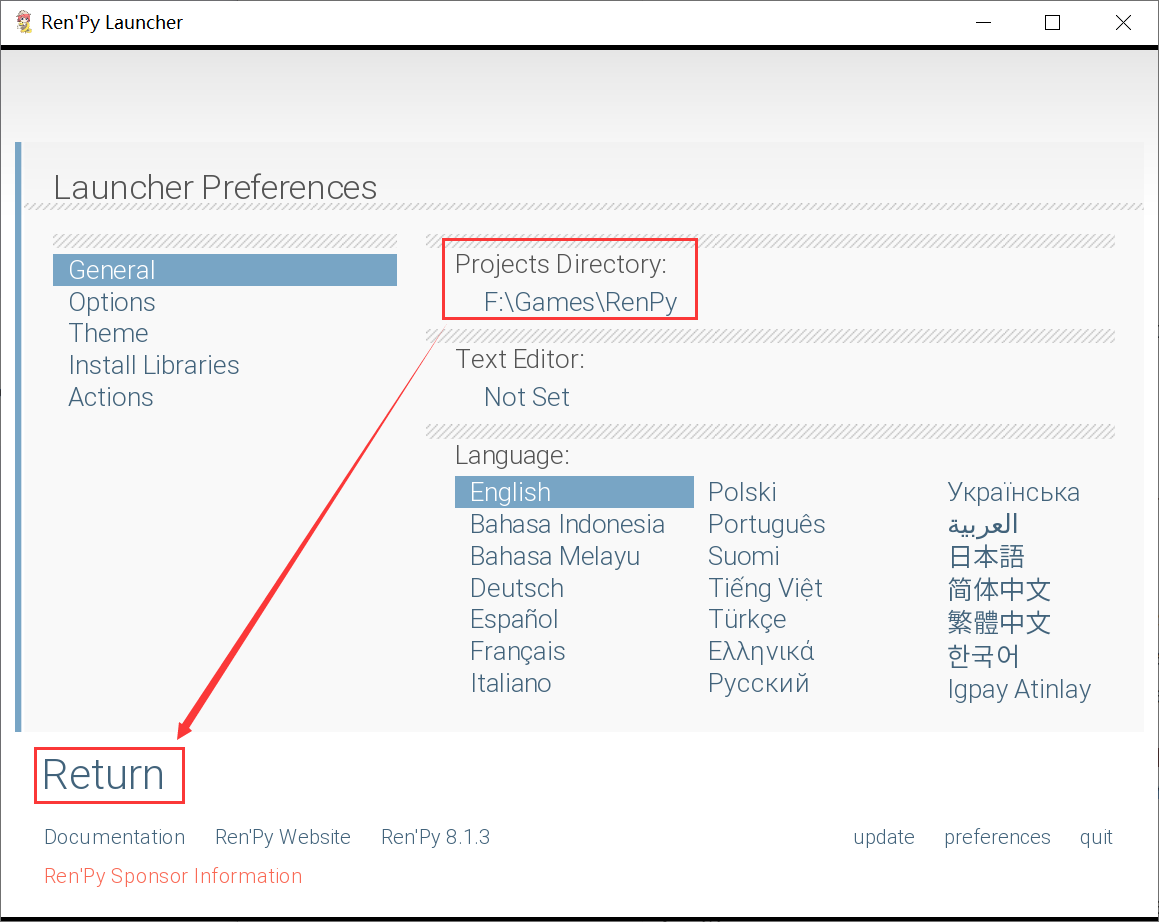 Ren'Py Launcher
Launcher Preferences
General
Options
Theme
Install Libraries
Actions
Projects Directory:
F:\Games\RenPy
Text Editor:
Not Set
Language:
English
Bahasa Indonesia
Bahasa Melayu
Deutsch
Español
Français
Italiano
Polski
Português
Suomi
Tiếng Việt
Türkçe
Ελληνικά
Русский
Українська
العربية
日本語
简体中文
繁體中文
한국어
Igpay Atinlay
Return
Documentation Ren'Py Website Ren'Py 8.1.3 update preferences quit
Ren'Py Sponsor Information